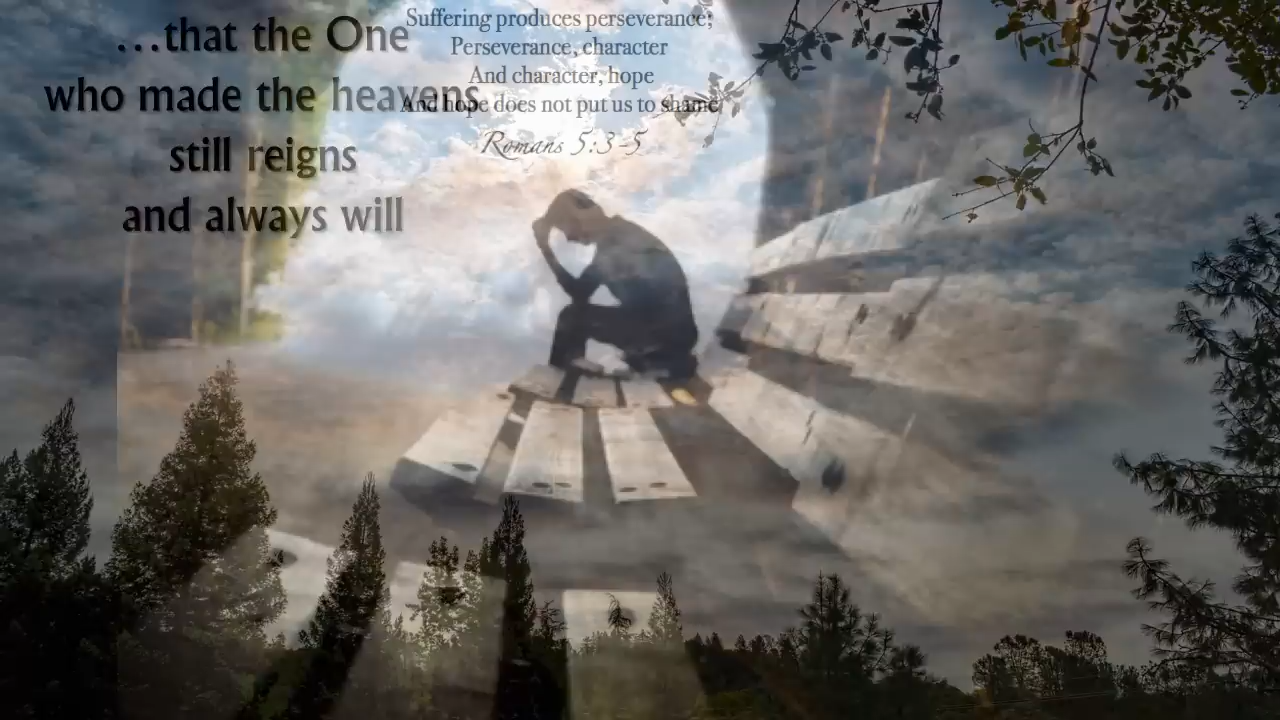 …that the One
who made the heavens
still reigns
and always will
Suffering produces perseverance;
Perseverance, character
And character, hope
And hope does not put us to shame
Romans 5:3-5